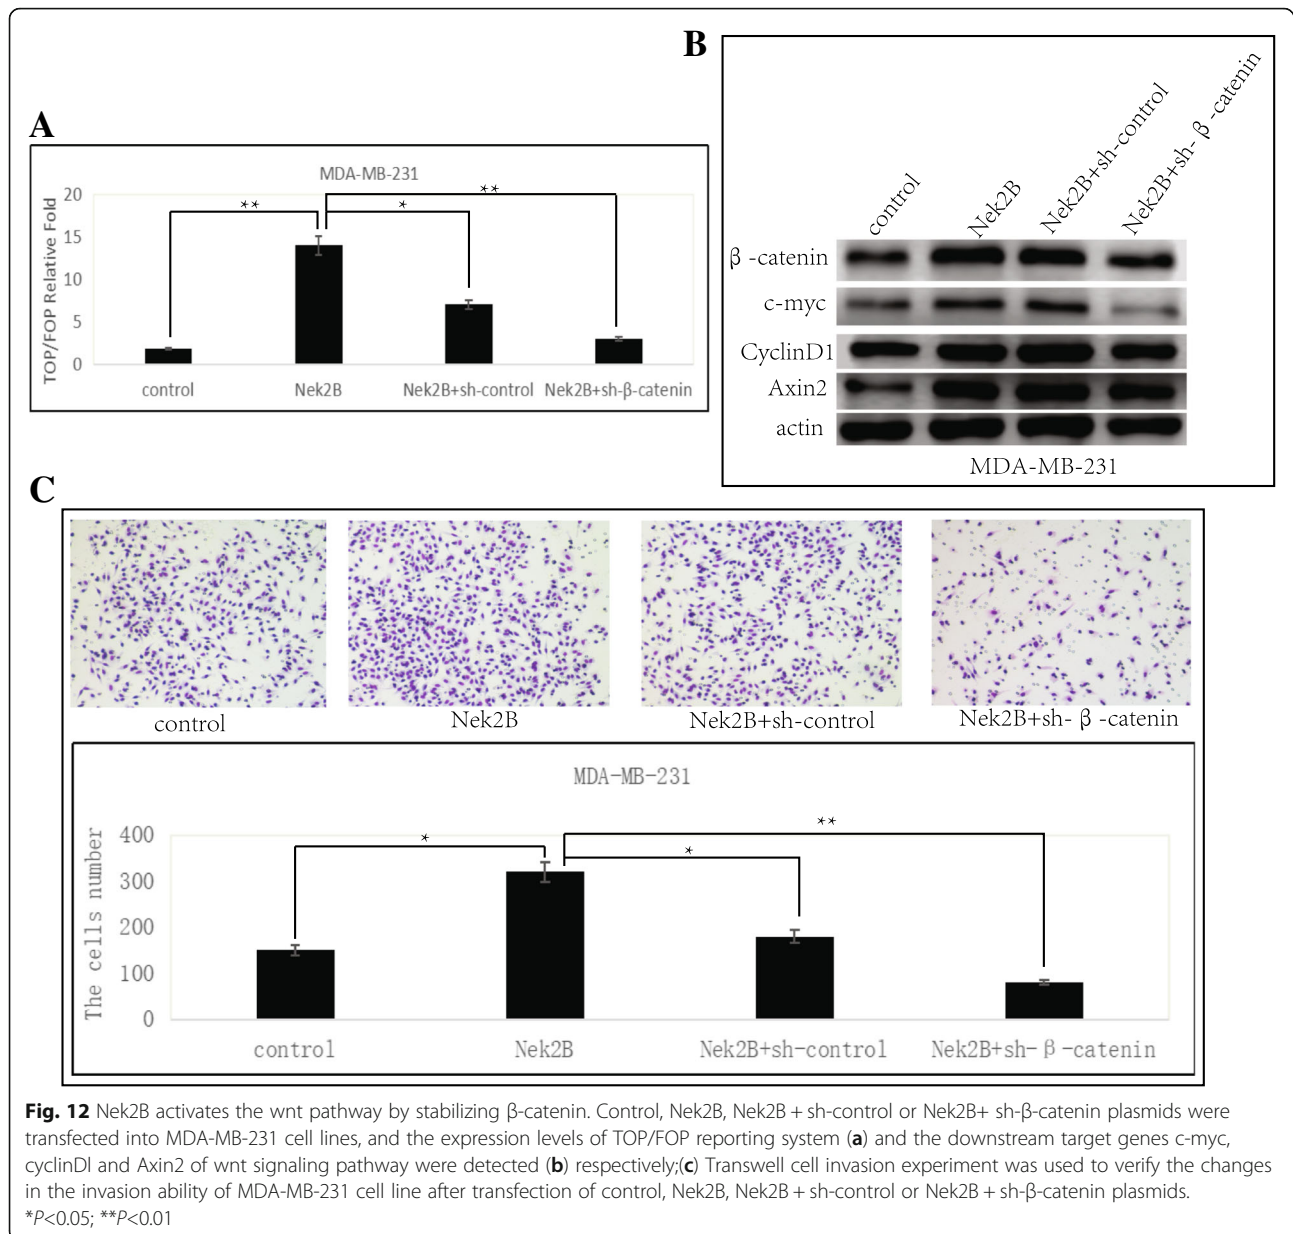 A
MDA-MB-231
TOP/FOP Relative Fold
20
15
10
5
0
**
*
**
control
Nek2B
Nek2B+sh-control
Nek2B+sh-β-catenin
B
control
Nek2B
Nek2B+sh-control
Nek2B+sh- β -catenin
β -catenin
c-myc
CyclinD1
Axin2
actin
MDA-MB-231
C
control
Nek2B
Nek2B+sh-control
Nek2B+sh- β -catenin
MDA-MB-231
The cells number
400
300
200
100
0
*
*
**
control
Nek2B
Nek2B+sh-control
Nek2B+sh- β -catenin
Fig. 12 Nek2B activates the wnt pathway by stabilizing β-catenin. Control, Nek2B, Nek2B + sh-control or Nek2B+ sh-β-catenin plasmids were
transfected into MDA-MB-231 cell lines, and the expression levels of TOP/FOP reporting system (a) and the downstream target genes c-myc,
cyclinDl and Axin2 of wnt signaling pathway were detected (b) respectively;(c) Transwell cell invasion experiment was used to verify the changes
in the invasion ability of MDA-MB-231 cell line after transfection of control, Nek2B, Nek2B + sh-control or Nek2B + sh-β-catenin plasmids.
*P<0.05; **P<0.01